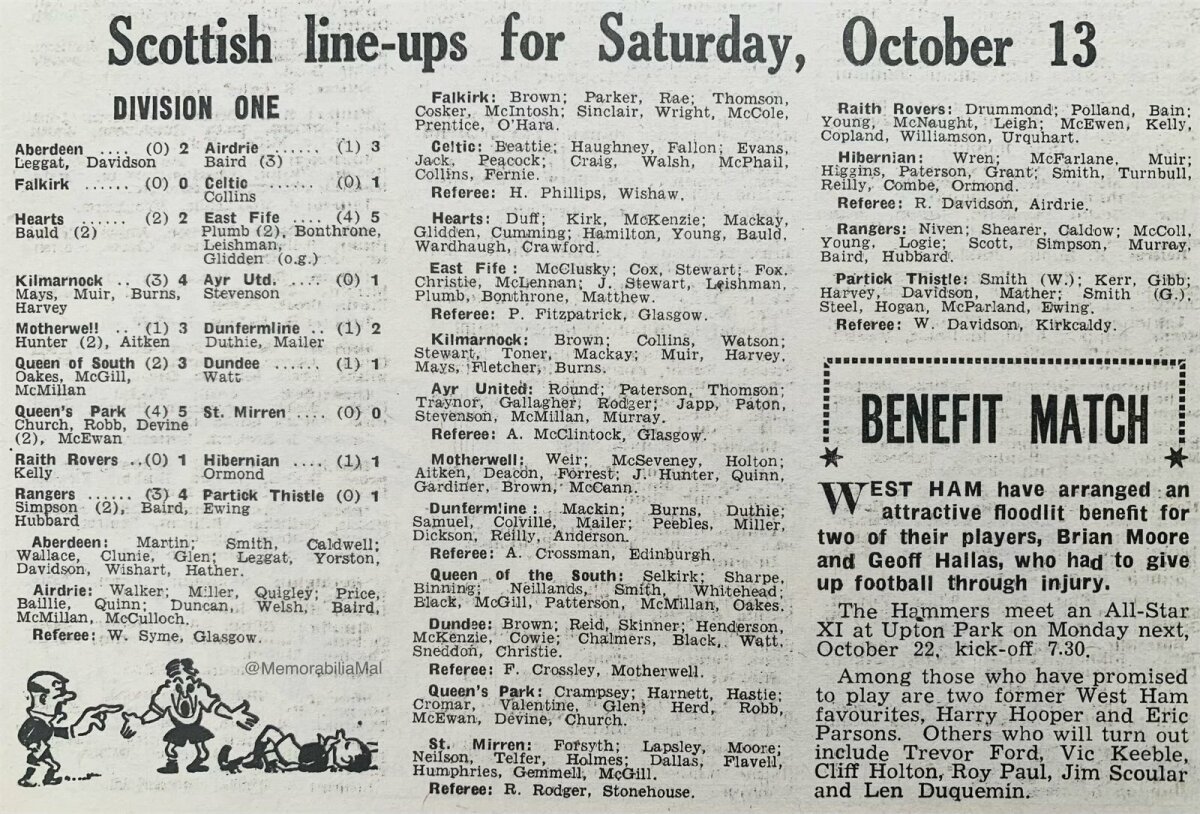 Scottish line-ups for Saturday, October 13
DIVISION ONE
Aberdeen .... (0) 2 Airdrie ...... (1) 3
Leggat, Davidson Baird (3)
Falkirk ...... (0) 0 Celtic ...... (0) 1
Collins
Hearts ...... (2) 2 East Fife .... (4) 5
Bauld (2) Plumb (2), Bonthrone,
Leishman,
Glidden (o.g.)
Kilmarnock .. (3) 4 Ayr Utd. .... (0) 1
Mays, Muir, Burns, Stevenson
Harvey
Motherwell .. (1) 3 Dunfermline .. (1) 2
Hunter (2), Aitken Duthie, Mailer
Queen of South (2) 3 Dundee ...... (1) 1
Oakes, McGill, Watt
McMillan
Queen's Park (4) 5 St. Mirren .... (0) 0
Church, Robb, Devine
(2), McEwan
Raith Rovers ..(0) 1 Hibernian .... (1) 1
Kelly Ormond
Rangers ...... (3) 4 Partick Thistle (0) 1
Simpson (2), Baird, Ewing
Hubbard
Aberdeen: Martin; Smith, Caldwell;
Wallace, Clunie, Glen; Leggat, Yorston,
Davidson, Wishart, Hather.
Airdrie: Walker; Miller, Quigley; Price,
Baillie, Quinn; Duncan, Welsh, Baird,
McMillan, McCulloch.
Referee: W. Syme, Glasgow.
@MemorabiliaMal
Falkirk: Brown; Parker, Rae; Thomson,
Cosker, McIntosh; Sinclair, Wright, McCole,
Prentice, O'Hara.
Celtic: Beattie; Haughney, Fallon; Evans,
Jack, Peacock; Craig, Walsh, McPhail,
Collins, Fernie.
Referee: H. Phillips, Wishaw.
Hearts: Duff; Kirk, McKenzie; Mackay,
Glidden, Cumming; Hamilton, Young, Bauld,
Wardhaugh, Crawford.
East Fife : McClusky; Cox, Stewart; Fox,
Christie, McLennan; J. Stewart, Leishman,
Plumb, Bonthrone, Matthew.
Referee: P. Fitzpatrick, Glasgow.
Kilmarnock: Brown; Collins, Watson;
Stewart, Toner, Mackay; Muir, Harvey,
Mays, Fletcher, Burns.
Ayr United: Round; Paterson, Thomson;
Traynor, Gallagher, Rodger; Japp, Paton,
Stevenson, McMillan, Murray.
Referee: A. McClintock, Glasgow.
Motherwell: Weir; McSeveney, Holton;
Aitken, Deacon, Forrest; J. Hunter, Quinn,
Gardiner, Brown, McCann.
Dunfermline : Mackin; Burns, Duthie;
Samuel, Colville, Mailer; Peebles, Miller,
Dickson, Reilly, Anderson.
Referee: A. Crossman, Edinburgh.
Queen of the South: Selkirk; Sharpe,
Binning; Neillands, Smith, Whitehead;
Black, McGill, Patterson, McMillan, Oakes.
Dundee: Brown; Reid, Skinner; Henderson,
McKenzie, Cowie; Chalmers, Black, Watt,
Sneddon, Christie.
Referee: F. Crossley, Motherwell.
Queen's Park: Crampsey; Harnett, Hastie;
Cromar, Valentine, Glen; Herd, Robb,
McEwan, Devine, Church.
St. Mirren: Forsyth; Lapsley, Moore;
Neilson, Telfer, Holmes; Dallas, Flavell,
Humphries, Gemmell, McGill.
Referee: R. Rodger, Stonehouse.
Raith Rovers: Drummond; Polland, Bain;
Young, McNaught, Leigh; McEwen, Kelly,
Copland, Williamson, Urquhart.
Hibernian: Wren; McFarlane, Muir;
Higgins, Paterson, Grant; Smith, Turnbull,
Reilly, Combe, Ormond.
Referee: R. Davidson, Airdrie.
Rangers: Niven; Shearer, Caldow; McColl,
Young, Logie; Scott, Simpson, Murray,
Baird, Hubbard.
Partick Thistle: Smith (W.); Kerr, Gibb;
Harvey, Davidson, Mather; Smith (G.),
Steel, Hogan, McParland, Ewing.
Referee: W. Davidson, Kirkcaldy.
BENEFIT MATCH
WEST HAM have arranged an
attractive floodlit benefit for
two of their players, Brian Moore
and Geoff Hallas, who had to give
up football through injury.
The Hammers meet an All-Star
XI at Upton Park on Monday next,
October 22, kick-off 7.30.
Among those who have promised
to play are two former West Ham
favourites, Harry Hooper and Eric
Parsons. Others who will turn out
include Trevor Ford, Vic Keeble,
Cliff Holton, Roy Paul, Jim Scoular
and Len Duquemin.